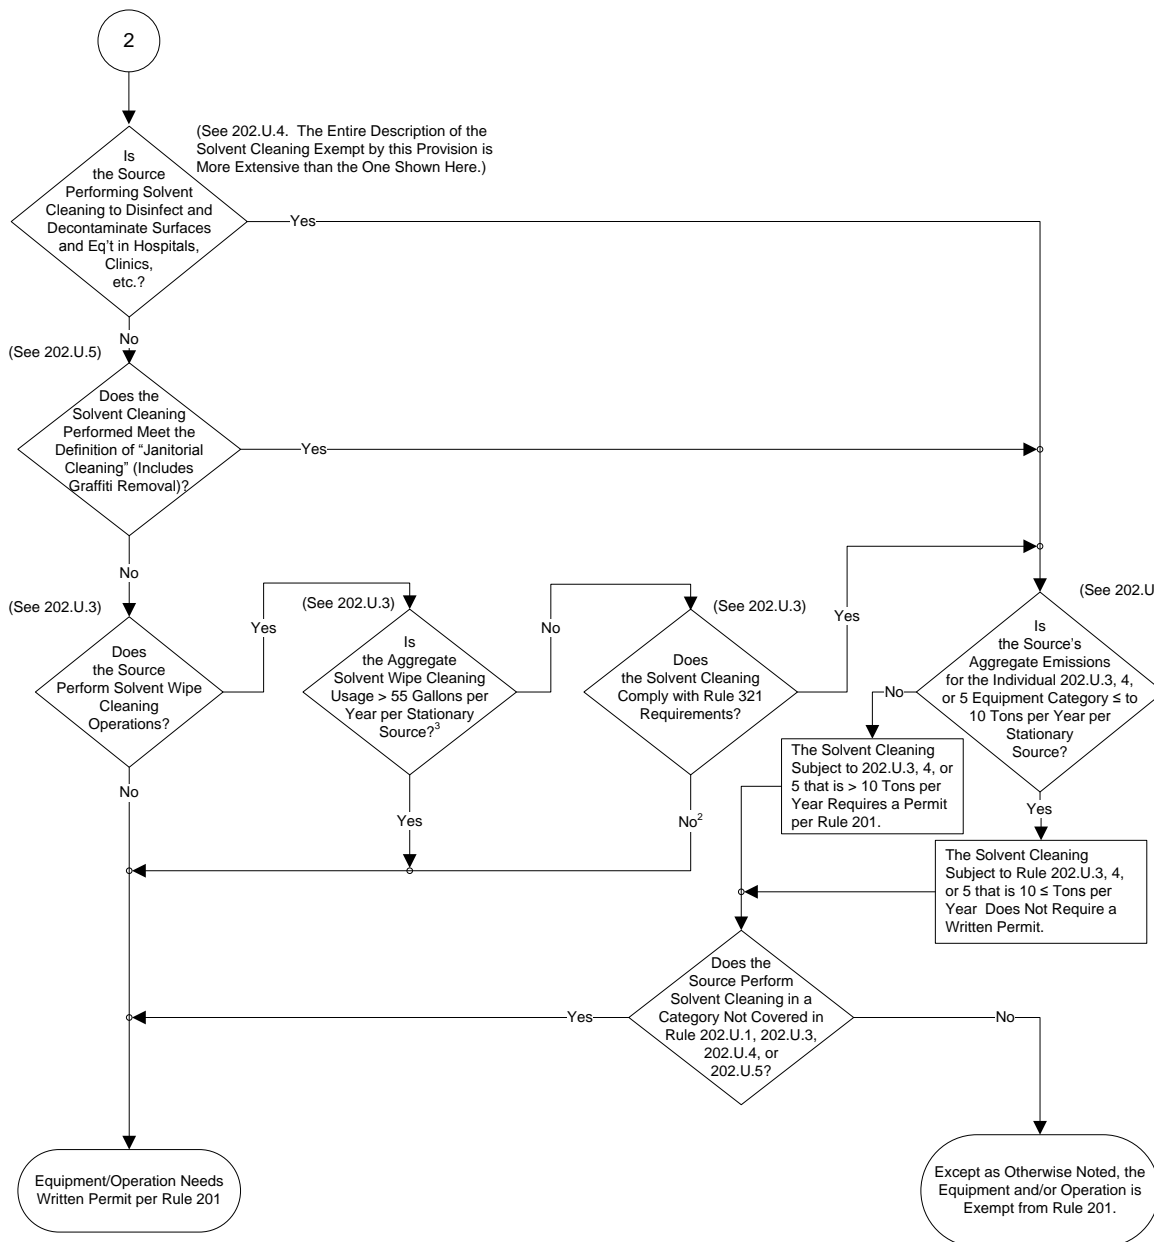 2
(See 202.U.4.  The Entire Description of the
Solvent Cleaning Exempt by this Provision is
More Extensive than the One Shown Here.)
Is
the Source
Performing Solvent
Cleaning to Disinfect and
Decontaminate Surfaces
and Eq't in Hospitals,
Clinics,
etc.?
Yes
No
(See 202.U.5)
Does the
Solvent Cleaning
Performed Meet the
Definition of “Janitorial
Cleaning” (Includes
Graffiti Removal)?
Yes
No
(See 202.U.3)
Does
the Source
Perform Solvent Wipe
Cleaning
Operations?
Yes
No
(See 202.U.3)
Is
the Aggregate
Solvent Wipe Cleaning
Usage > 55 Gallons per
Year per Stationary
Source?³
No
Yes
(See 202.U.3)
Does
the Solvent Cleaning
Comply with Rule 321
Requirements?
Yes
No²
(See 202.U
Is
the Source's
Aggregate Emissions
for the Individual 202.U.3, 4,
or 5 Equipment Category ≤ to
10 Tons per Year per
Stationary
Source?
No
Yes
The Solvent Cleaning
Subject to 202.U.3, 4, or
5 that is > 10 Tons per
Year Requires a Permit
per Rule 201.
The Solvent Cleaning
Subject to Rule 202.U.3, 4,
or 5 that is 10 ≤ Tons per
Year  Does Not Require a
Written Permit.
Does the
Source Perform
Solvent Cleaning in a
Category Not Covered in
Rule 202.U.1, 202.U.3,
202.U.4, or
202.U.5?
Yes
No
Equipment/Operation Needs
Written Permit per Rule 201
Except as Otherwise Noted, the
Equipment and/or Operation is
Exempt from Rule 201.